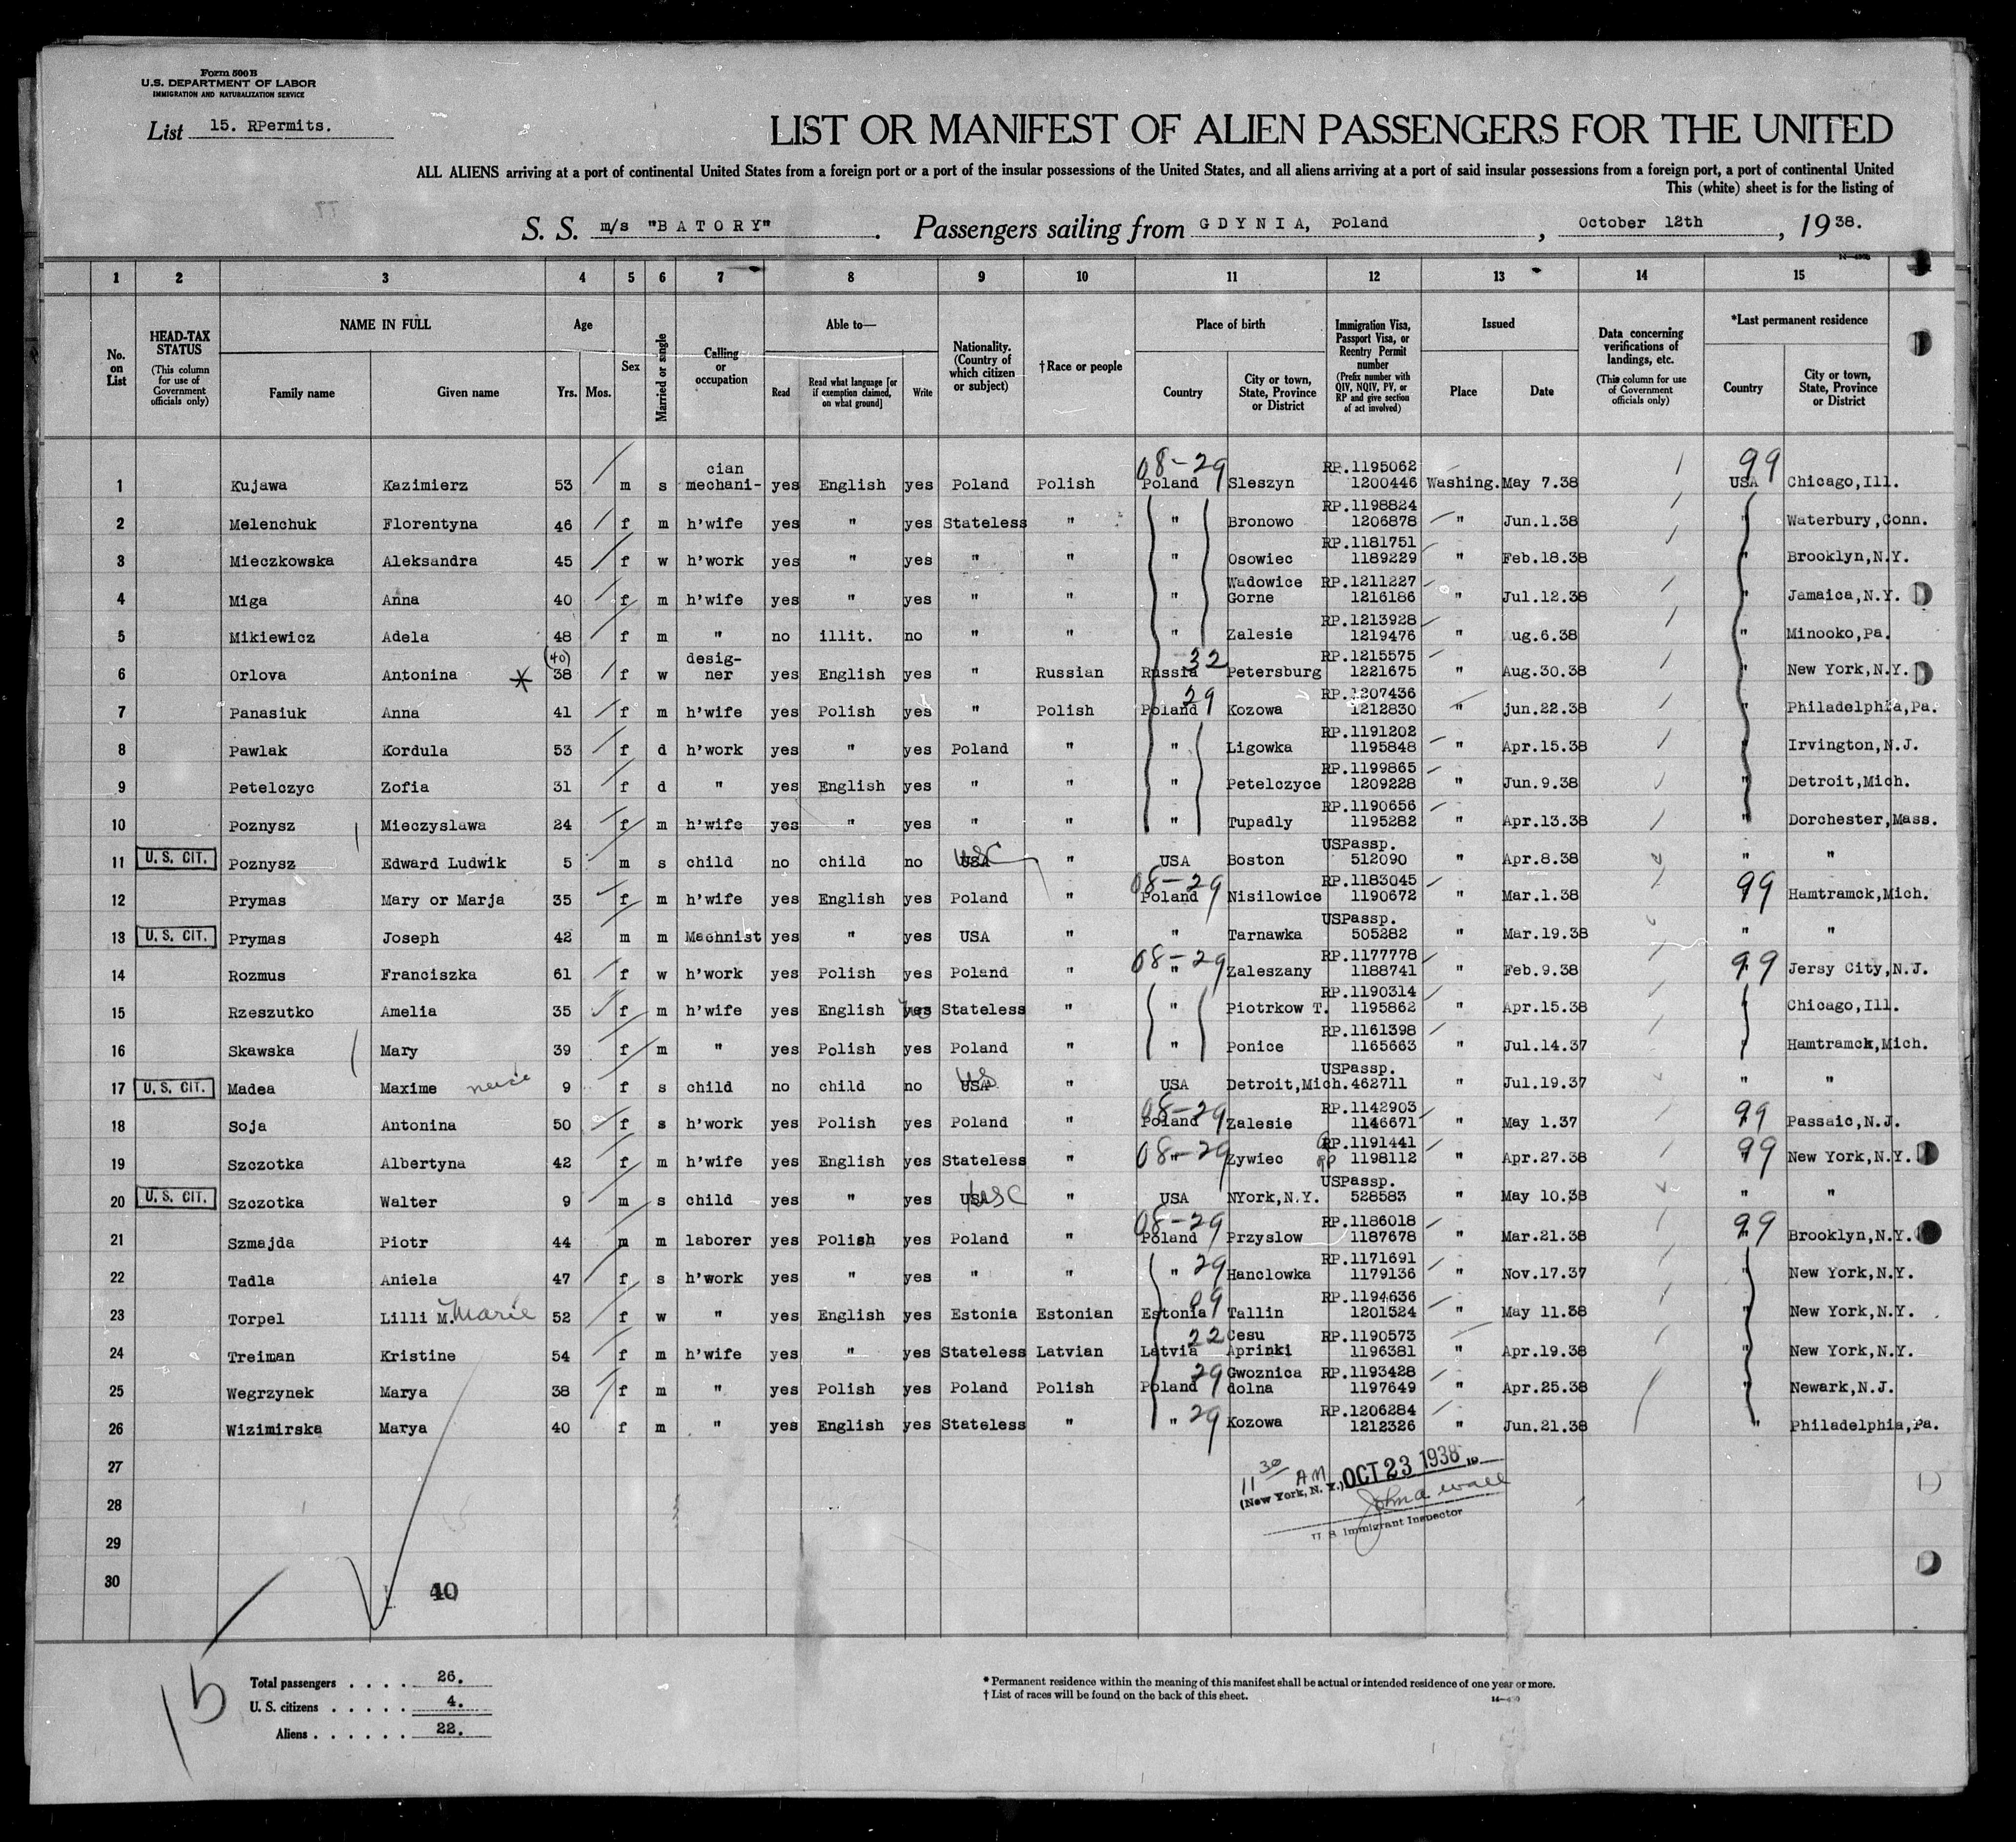 Form 500 B
U.S. DEPARTMENT OF LABOR
IMMIGRATION AND NATURALIZATION SERVICE
List 15. RPermits.
LIST OR MANIFEST OF ALIEN PASSENGERS FOR THE UNITED
ALL ALIENS arriving at a port of continental United States from a foreign port or a port of the insular possessions of the United States, and all aliens arriving at a port of said insular possessions from a foreign port, a port of continental United
This (white) sheet is for the listing of
S. S. m/s "BATORY" . Passengers sailing from GDYNIA, Poland , October 12th , 1938.
1 2 3 4 5 6 7 8 9 10 11 12 13 14 15
No. on List
HEAD-TAX STATUS (This column for use of Government officials only)
NAME IN FULL Family name Given name
Age Yrs. Mos.
Sex
Married or single
Calling or occupation
Able to— Read Read what language [or if exemption claimed, on what ground] Write
Nationality. (Country of which citizen or subject)
†Race or people
Place of birth Country City or town, State, Province or District
Immigration Visa, Passport Visa, or Reentry Permit number (Prefix number with QIV, NQIV, PV, or RP and give section of act involved)
Issued Place Date
Data concerning verifications of landings, etc. (This column for use of Government officials only)
*Last permanent residence Country City or town, State, Province or District
1 Kujawa Kazimierz 53 m s mechani-cian yes English yes Poland Polish 08-29 Poland Sleszyn RP.1195062 1200446 Washing. May 7.38 99 USA Chicago,Ill.
2 Melenchuk Florentyna 46 f m h'wife yes " yes Stateless " " Bronowo RP.1198824 1206878 " Jun.1.38 " Waterbury,Conn.
3 Mieczkowska Aleksandra 45 f w h'work yes " yes " " " Osowiec RP.1181751 1189229 " Feb.18.38 " Brooklyn,N.Y.
4 Miga Anna 40 f m h'wife yes " yes " " " Wadowice Gorne RP.1211227 1216186 " Jul.12.38 " Jamaica,N.Y.
5 Mikiewicz Adela 48 f m " no illit. no " " " Zalesie RP.1213928 1219476 " ug.6.38 " Minooko,Pa.
6 Orlova Antonina * (40) 38 f w desig-ner yes English yes " Russian 32 Russia Petersburg RP.1215575 1221675 " Aug.30.38 " New York,N.Y.
7 Panasiuk Anna 41 f m h'wife yes Polish yes " Polish 29 Poland Kozowa RP.1207436 1212830 " jun.22.38 " Philadelphia,Pa.
8 Pawlak Kordula 53 f d h'work yes " yes Poland " " Ligowka RP.1191202 1195848 " Apr.15.38 " Irvington,N.J.
9 Petelczyc Zofia 31 f d " yes English yes " " " Petelczyce RP.1199865 1209228 " Jun.9.38 " Detroit,Mich.
10 Poznysz Mieczyslawa 24 f m h'wife yes " yes " " " Tupadly RP.1190656 1195282 " Apr.13.38 " Dorchester,Mass.
11 U. S. CIT. Poznysz Edward Ludwik 5 m s child no child no USA USC " USA Boston USPassp. 512090 " Apr.8.38 " "
12 Prymas Mary or Marja 35 f m h'wife yes English yes Poland " 08-29 Poland Nisilowice RP.1183045 1190672 " Mar.1.38 99 " Hamtramck,Mich.
13 U. S. CIT. Prymas Joseph 42 m m Machnist yes " yes USA " " Tarnawka USPassp. 505282 " Mar.19.38 " "
14 Rozmus Franciszka 61 f w h'work yes Polish yes Poland " 08-29 " Zaleszany RP.1177778 1188741 " Feb.9.38 99 " Jersy City,N.J.
15 Rzeszutko Amelia 35 f m h'wife yes English yes Stateless " " Piotrkow T. RP.1190314 1195862 " Apr.15.38 " Chicago,Ill.
16 Skawska Mary 39 f m " yes Polish yes Poland " " Ponice RP.1161398 1165663 " Jul.14.37 " Hamtramck,Mich.
17 U. S. CIT. Madea Maxime neice 9 f s child no child no USA US " USA Detroit,Mich. USPassp. 462711 " Jul.19.37 " "
18 Soja Antonina 50 f s h'work yes Polish yes Poland " 08-29 Poland Zalesie RP.1142903 1146671 " May 1.37 99 " Passaic,N.J.
19 Szczotka Albertyna 42 f m h'wife yes English yes Stateless " 08-29 " Zywiec RP.1191441 RP 1198112 " Apr.27.38 99 " New York,N.Y.
20 U. S. CIT. Szczotka Walter 9 m s child yes " yes USA USC " USA NYork,N.Y. USPassp. 528583 " May 10.38 " "
21 Szmajda Piotr 44 m m laborer yes Polish yes Poland " 08-29 Poland Przyslow RP.1186018 1187678 " Mar.21.38 99 " Brooklyn,N.Y.
22 Tadla Aniela 47 f s h'work yes " yes " " " 29 Hanclowka RP.1171691 1179136 " Nov.17.37 " New York,N.Y.
23 Torpel Lilli M. Marie 52 f w " yes English yes Estonia Estonian 09 Estonia Tallin RP.1194636 1201324 " May 11.38 " New York,N.Y.
24 Treiman Kristine 54 f m h'wife yes " yes Stateless Latvian 22 Latvia Cesu Aprinki RP.1190573 1196381 " Apr.19.38 " New York,N.Y.
25 Wegrzynek Marya 38 f m " yes Polish yes Poland Polish 29 Poland Gwoznica dolna RP.1193428 1197649 " Apr.25.38 " Newark,N.J.
26 Wizimirska Marya 40 f m " yes English yes Stateless " " 29 Kozowa RP.1206284 1212326 " Jun.21.38 " Philadelphia,Pa.
27
28
29
30
11 30 AM OCT 23 1938 19
(New York, N. Y.)
John A Wall
U. S. Immigrant Inspector
40
15
Total passengers . . . . 26.
U. S. citizens . . . . . 4.
Aliens . . . . . . 22.
* Permanent residence within the meaning of this manifest shall be actual or intended residence of one year or more.
† List of races will be found on the back of this sheet.